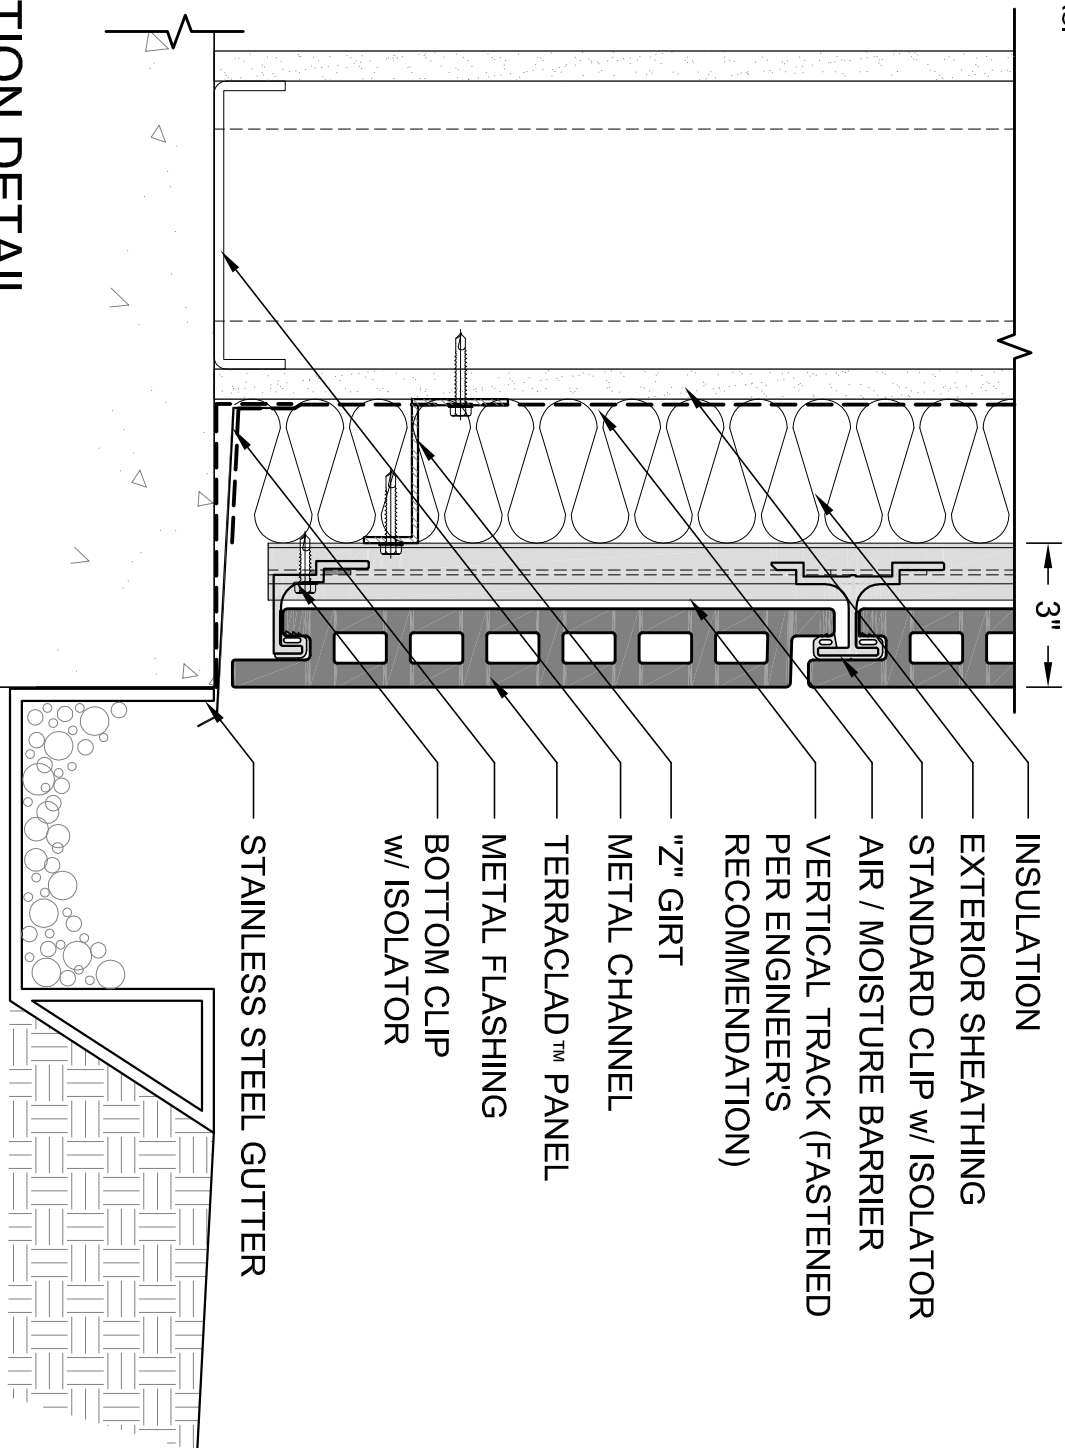 3"
INSULATION
EXTERIOR SHEATHING
STANDARD CLIP w/ ISOLATOR
AIR / MOISTURE BARRIER
VERTICAL TRACK (FASTENED
PER ENGINEER'S
RECOMMENDATION)
"Z" GIRT
METAL CHANNEL
TERRACLAD™ PANEL
METAL FLASHING
BOTTOM CLIP
w/ ISOLATOR
STAINLESS STEEL GUTTER
TION DETAIL